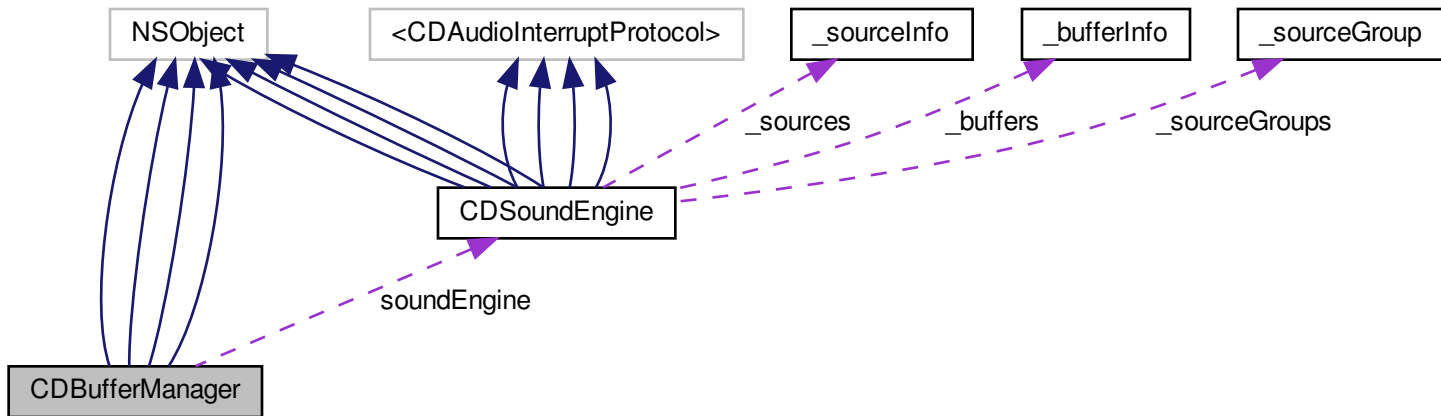 NSObject
<CDAudioInterruptProtocol>
_sourceInfo
_bufferInfo
_sourceGroup
_sources
_buffers
_sourceGroups
CDSoundEngine
soundEngine
CDBufferManager